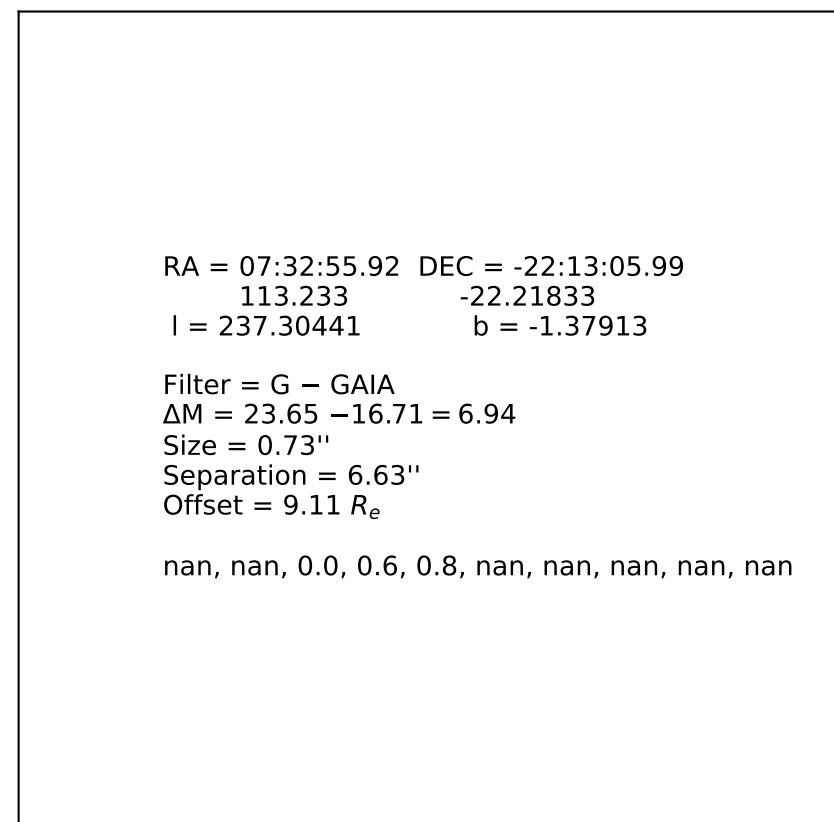 RA = 07:32:55.92 DEC = -22:13:05.99
113.233 -22.21833
l = 237.30441 b = -1.37913
Filter = G − GAIA
ΔM = 23.65 −16.71 = 6.94
Size = 0.73''
Separation = 6.63''
Offset = 9.11 Re
nan, nan, 0.0, 0.6, 0.8, nan, nan, nan, nan, nan